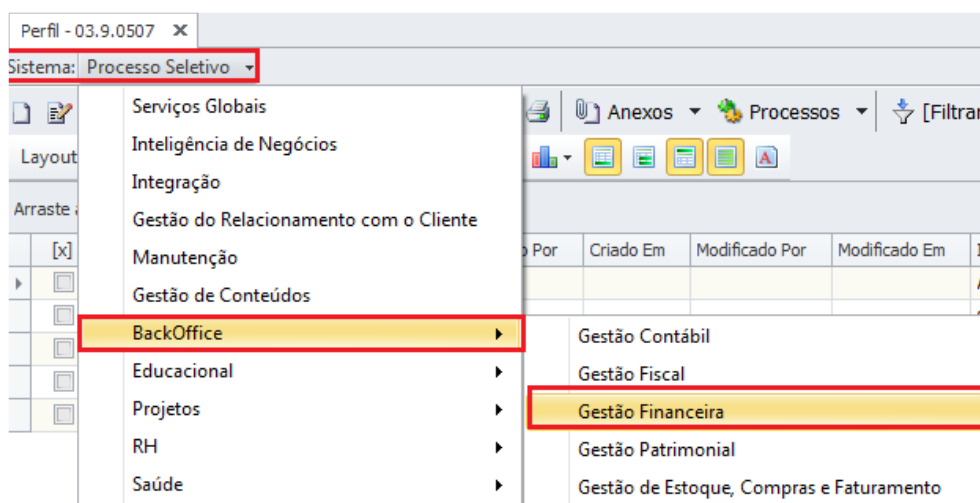 Perfil - 03.9.0507 X
Sistema: Processo Seletivo
Anexos Processos [Filtrar
Layout
Arraste
[x] Por Criado Em Modificado Por Modificado Em
Serviços Globais
Inteligência de Negócios
Integração
Gestão do Relacionamento com o Cliente
Manutenção
Gestão de Conteúdos
BackOffice
Educacional
Projetos
RH
Saúde
Gestão Contábil
Gestão Fiscal
Gestão Financeira
Gestão Patrimonial
Gestão de Estoque, Compras e Faturamento